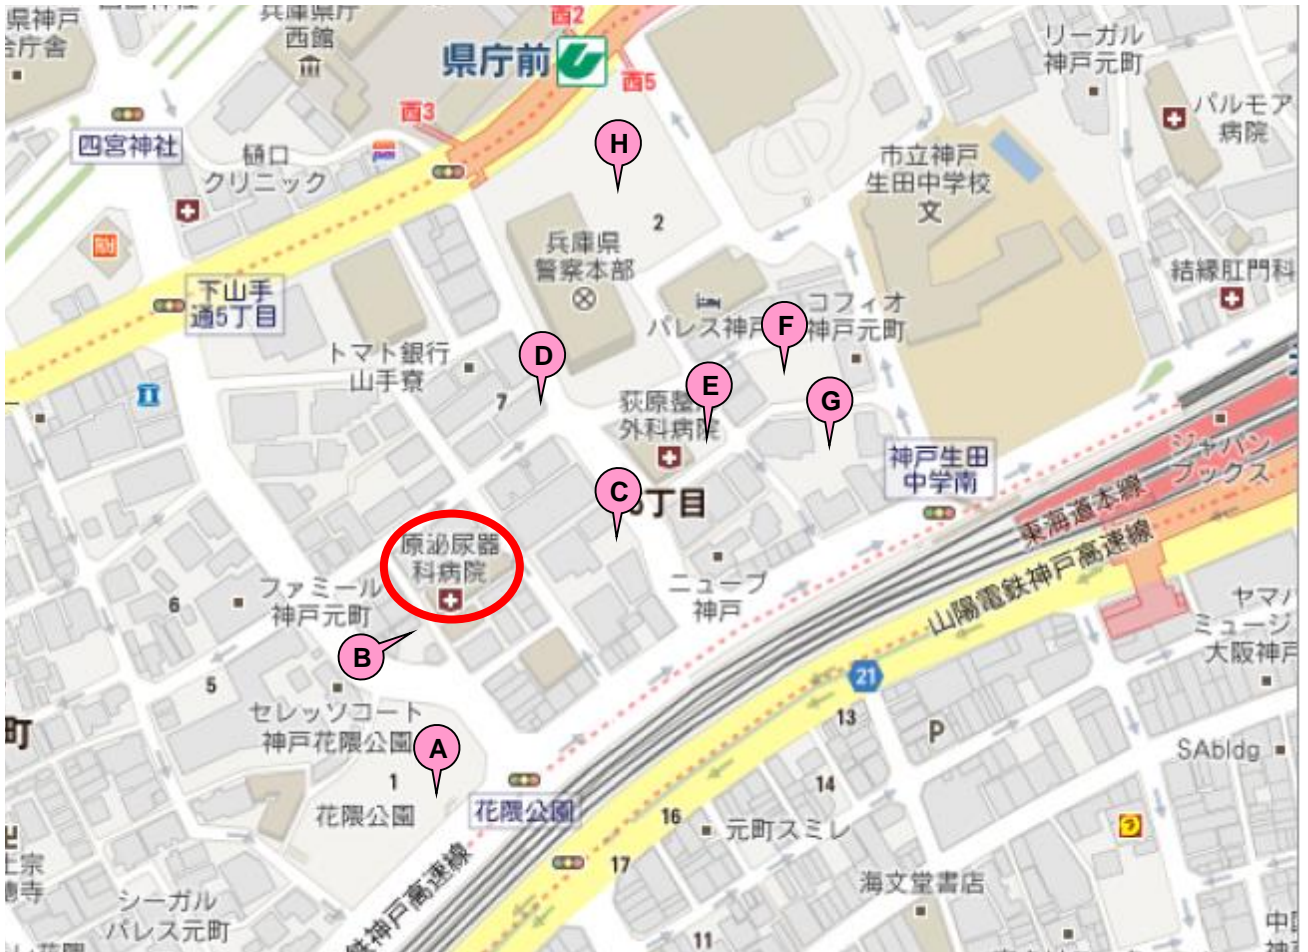 県神戸
合庁舎
兵庫県庁
西館
西2
県庁前
西5
西3
リーガル
神戸元町
パルモア
病院
四宮神社
樋口
クリニック
H
市立神戸
生田中学校
文
2
兵庫県
警察本部
結縁肛門科
下山手
通5丁目
コフィオ
神戸元町
パレス神戸
F
トマト銀行
山手寮
D
7
荻原整
外科病院
E
G
神戸生田
中学南
ジャパン
ブックス
C
5丁目
東海道本線
原泌尿器
科病院
山陽電鉄神戸高速線
ファミール
神戸元町
6
ニューブ
神戸
ヤマハ
ミュージ
大阪神戸
B
5
21
セレッソコート
神戸花隈公園
13
町
A
P
SAbldg
1
14
花隈公園
花隈公園
16
元町スミレ
17
鉄神戸高速線
海文堂書店
シーガル
パレス元町
11